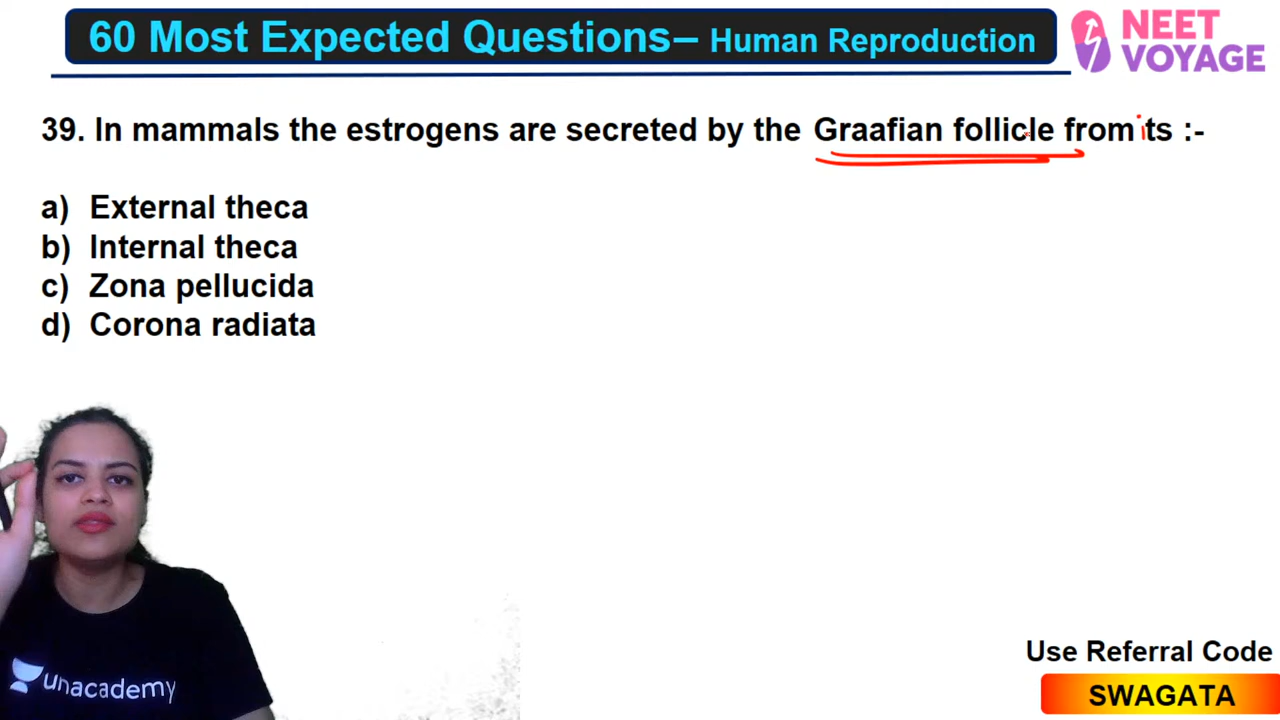 60 Most Expected Questions– Human Reproduction
NEET
VOYAGE
39. In mammals the estrogens are secreted by the Graafian follicle from its :-
a) External theca
b) Internal theca
c) Zona pellucida
d) Corona radiata
unacademy
Use Referral Code
SWAGATA